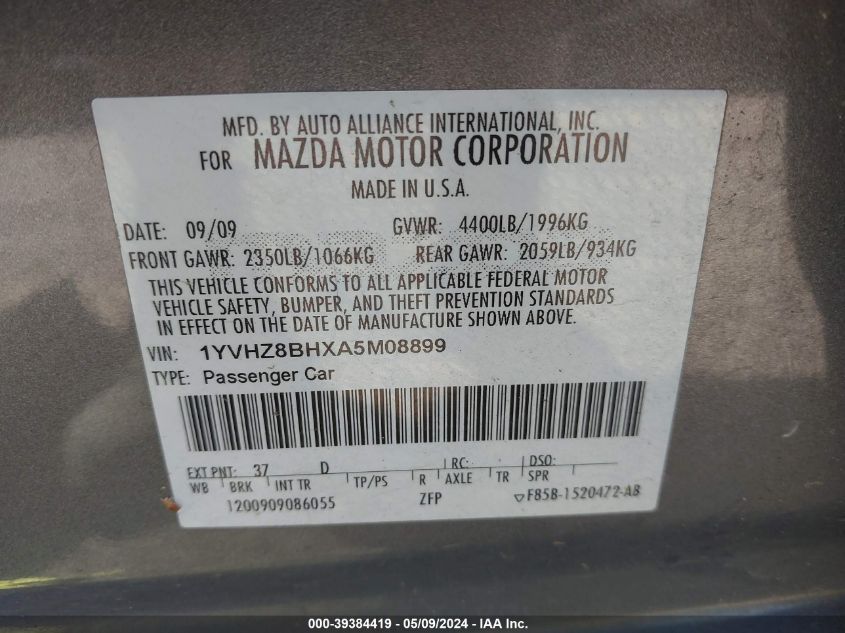 MFD. BY AUTO ALLIANCE INTERNATIONAL, INC.
FOR MAZDA MOTOR CORPORATION
MADE IN U.S.A.
DATE: 09/09 GVWR: 4400LB/1996KG
FRONT GAWR: 2350LB/1066KG REAR GAWR: 2059LB/934KG
THIS VEHICLE CONFORMS TO ALL APPLICABLE FEDERAL MOTOR
VEHICLE SAFETY, BUMPER, AND THEFT PREVENTION STANDARDS
IN EFFECT ON THE DATE OF MANUFACTURE SHOWN ABOVE.
VIN: 1YVHZ8BHXA5M08899
TYPE: Passenger Car
EXT PNT: 37 D RC: DSO:
WB BRK INT TR TP/PS R AXLE TR SPR
1200909086055 ZFP F85B-1520472-AB
000-39384419 - 05/09/2024 - IAA Inc.